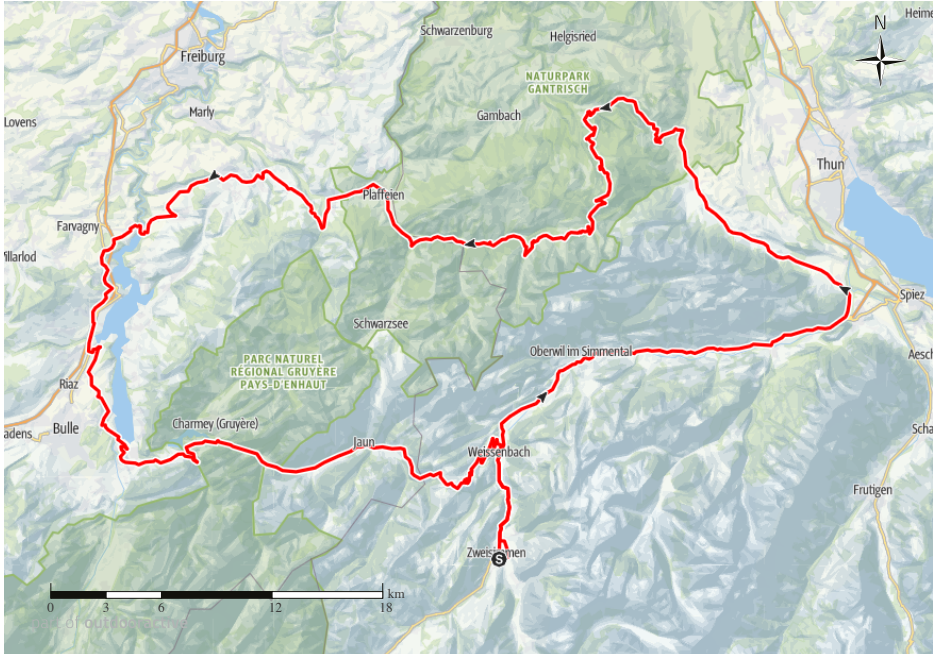 Schwarzenburg
Helgisried
Heime
N
Freiburg
NATURPARK
GANTRISCH
Marly
Gambach
Lovens
Thun
Plaffeien
Farvagny
Villarlod
Spiez
Schwarzsee
Oberwil im Simmental
Aesch
PARC NATUREL
RÉGIONAL GRUYÈRE
PAYS-D'ENHAUT
Riaz
Charmey (Gruyère)
Bulle
adens
Jaun
Weissenbach
Scha
Frutigen
Zweisimmen
S
km
0 3 6 12 18